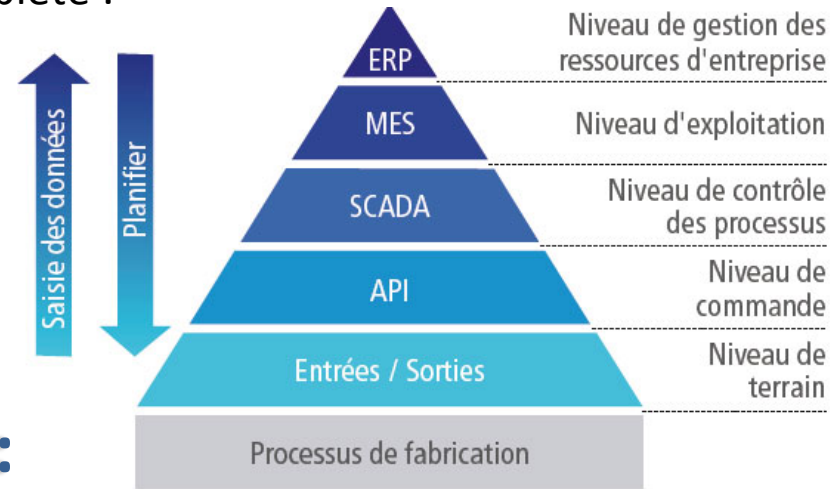 ERP
Niveau de gestion des
ressources d'entreprise
MES
Niveau d'exploitation
SCADA
Niveau de contrôle
des processus
API
Niveau de
commande
Entrées / Sorties
Niveau de
terrain
Processus de fabrication
Saisie des données
Planifier
: